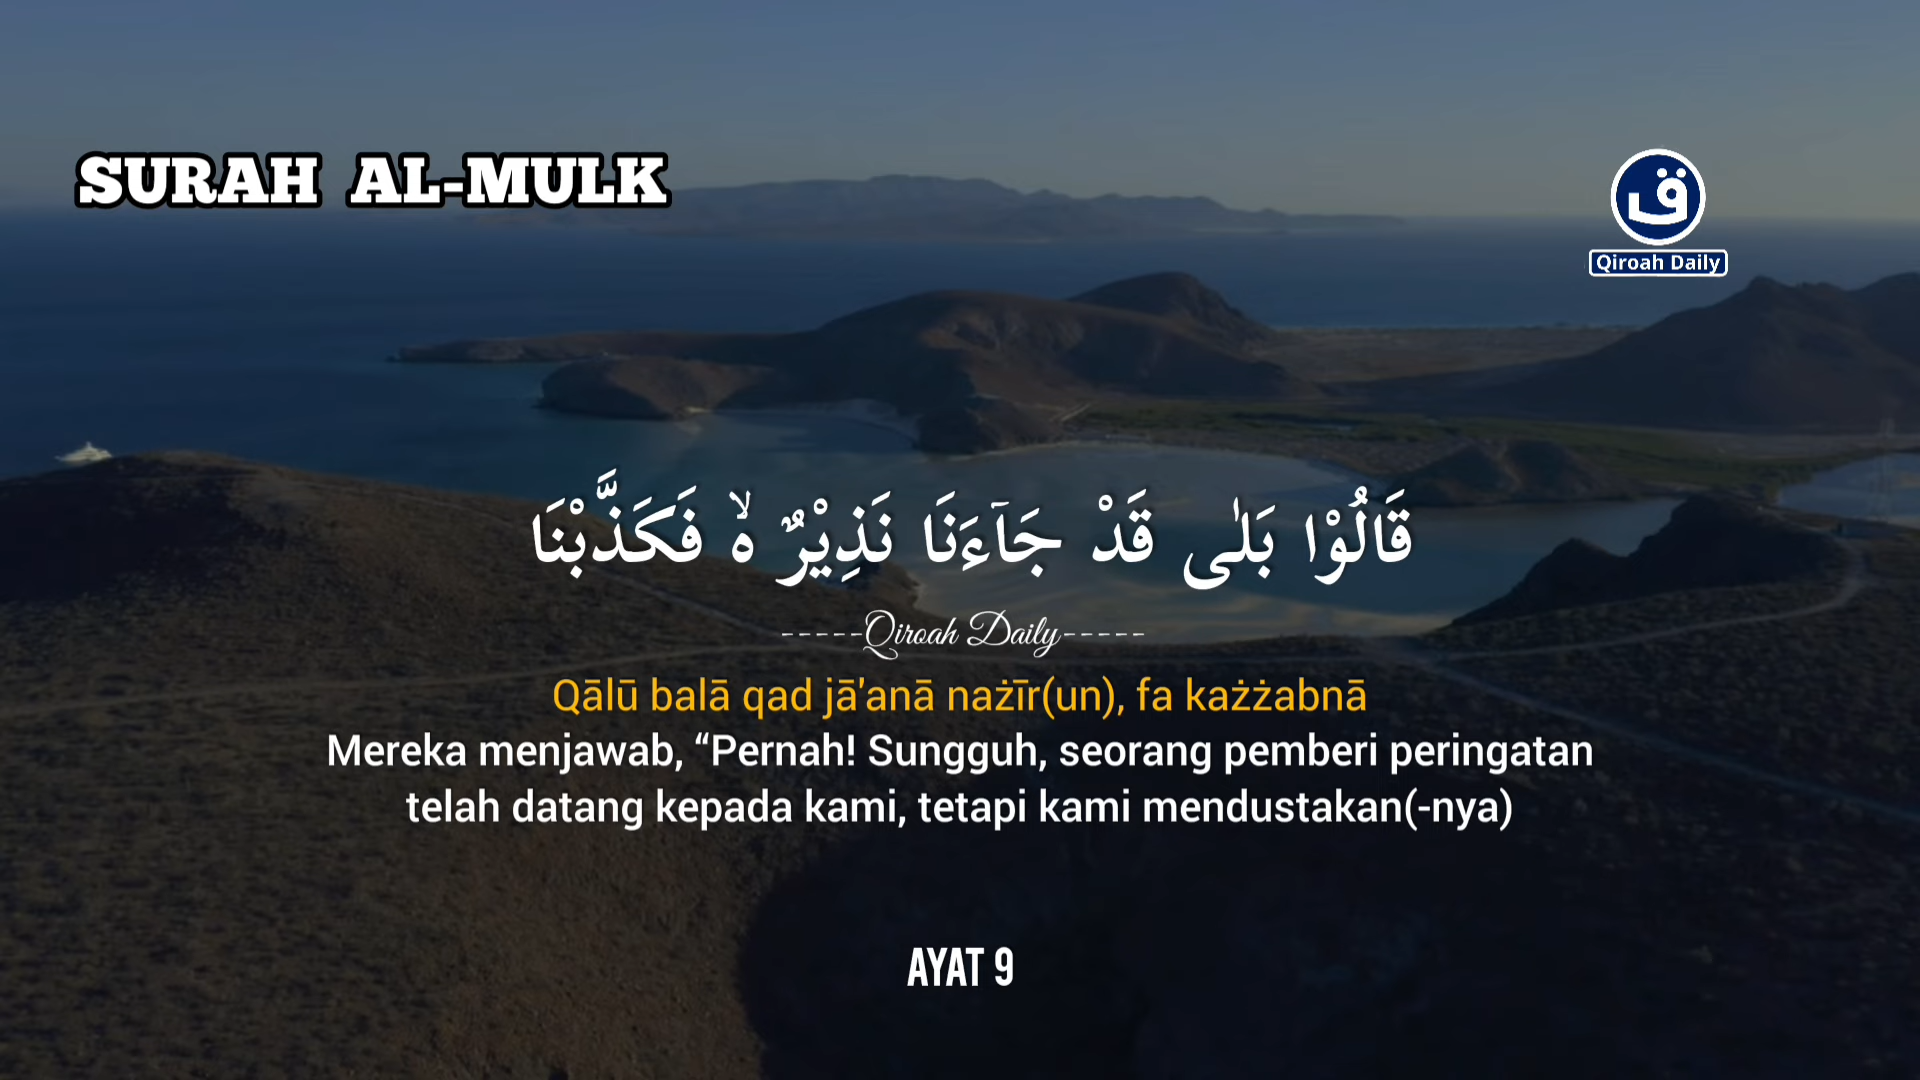 SURAH AL-MULK
ق
Qiroah Daily
قَالُوْا بَلٰى قَدْ جَاۤءَنَا نَذِيْرٌ ەۙ فَكَذَّبْنَا
-----Qiroah Daily-----
Qālū balā qad jā'anā nażīr(un), fa każżabnā
Mereka menjawab, “Pernah! Sungguh, seorang pemberi peringatan
telah datang kepada kami, tetapi kami mendustakan(-nya)
AYAT 9